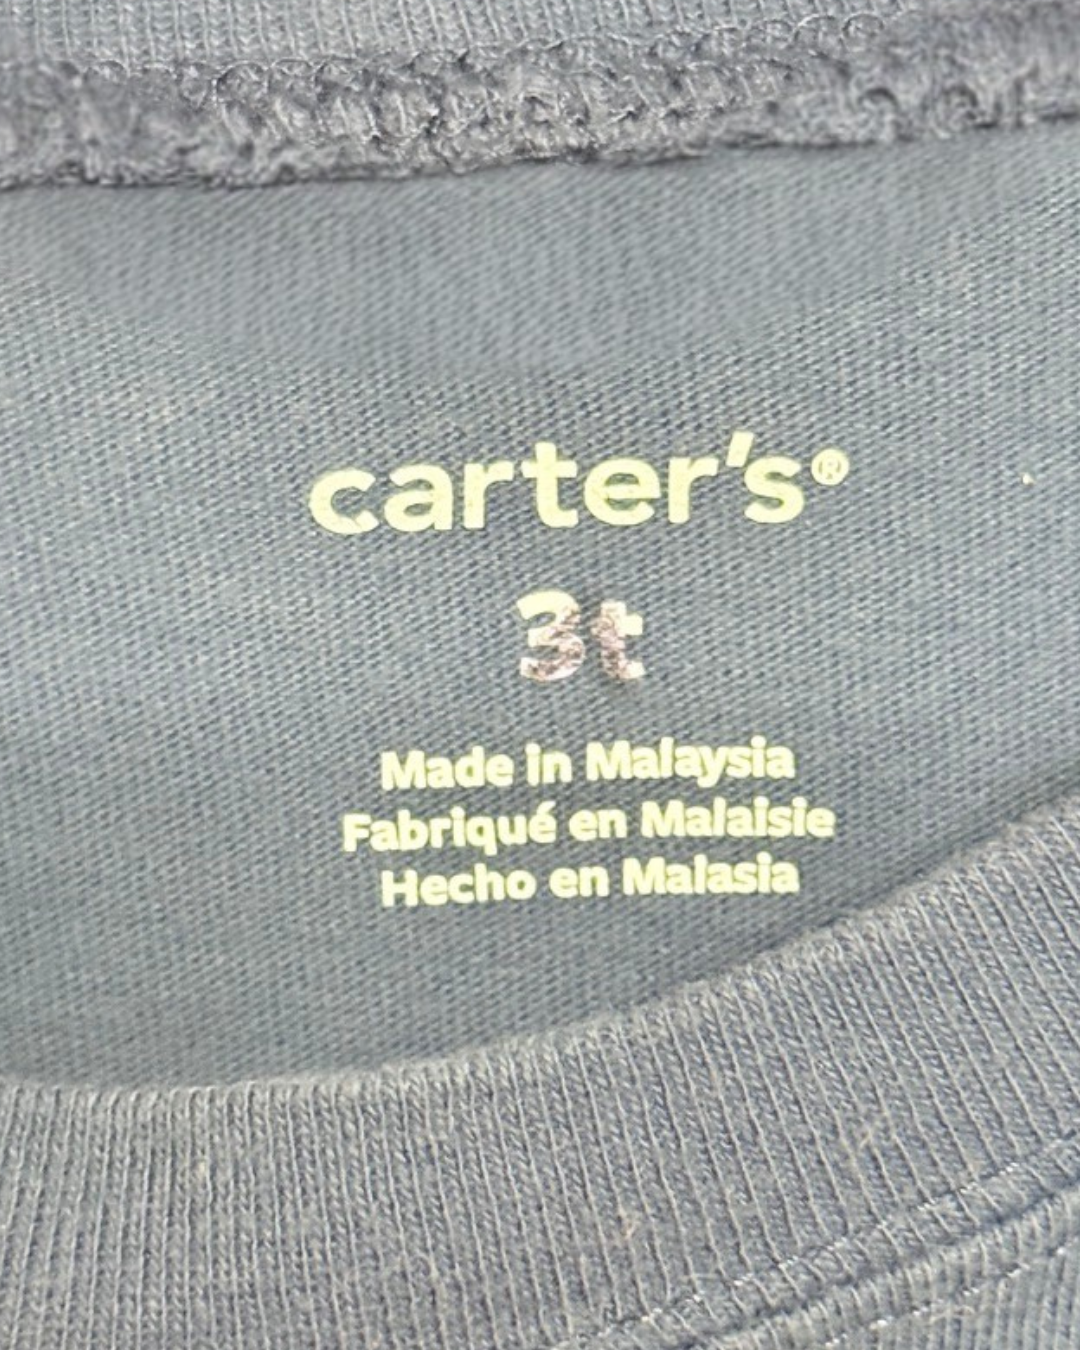 carter's®
3t
Made in Malaysia
Fabriqué en Malaisie
Hecho en Malasia